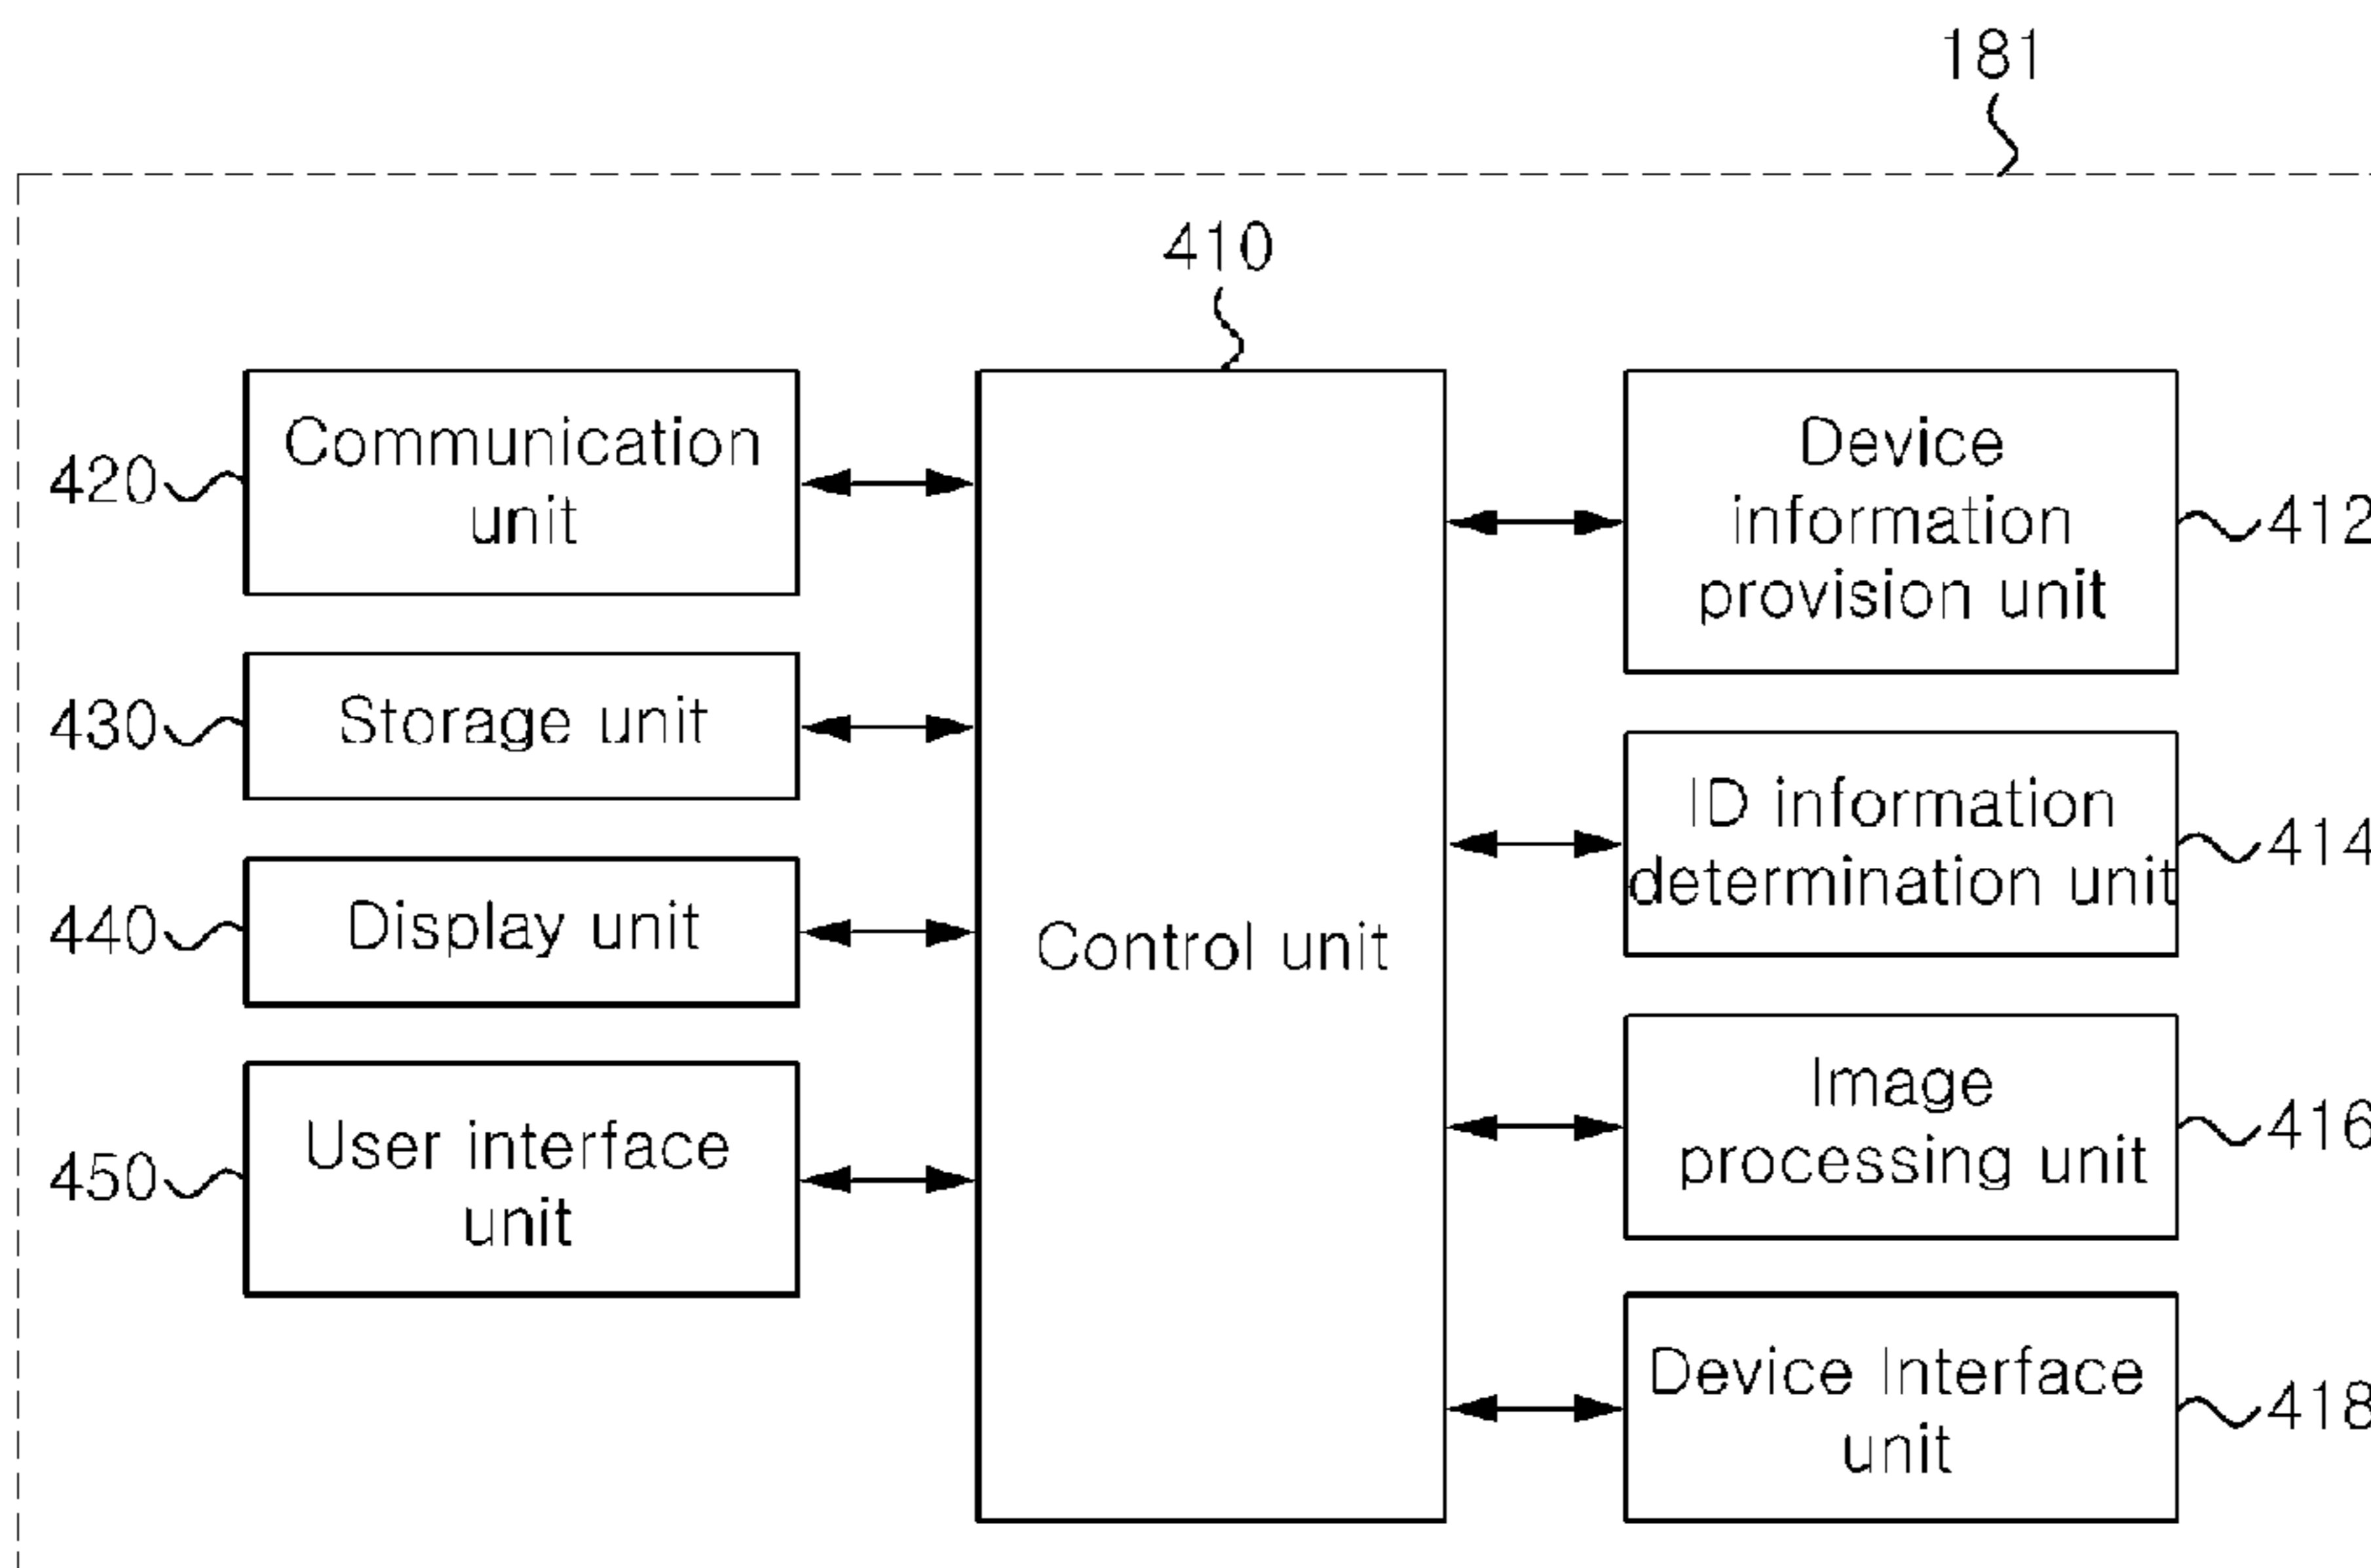 181
410
420
Communication
unit
430
Storage unit
440
Display unit
450
User interface
unit
Control unit
Device
information
provision unit
412
ID information
determination unit
414
Image
processing unit
416
Device Interface
unit
418